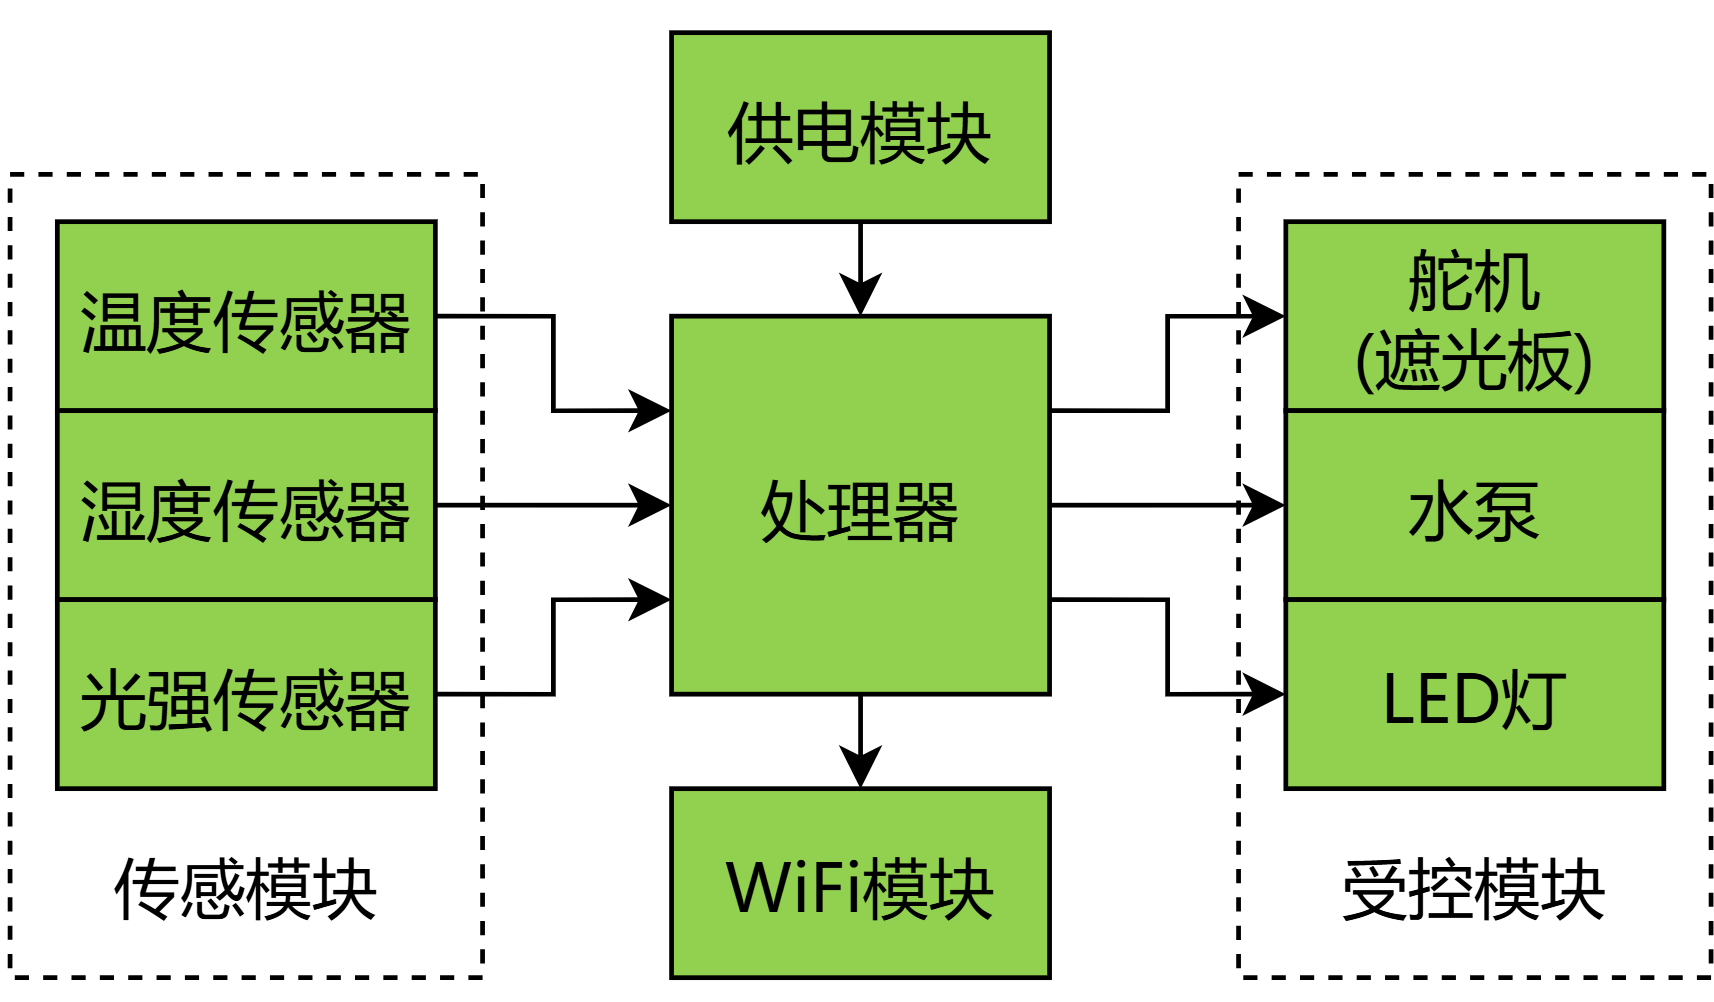 供电模块
温度传感器
湿度传感器
光强传感器
传感模块
处理器
WiFi模块
舵机
(遮光板)
水泵
LED灯
受控模块